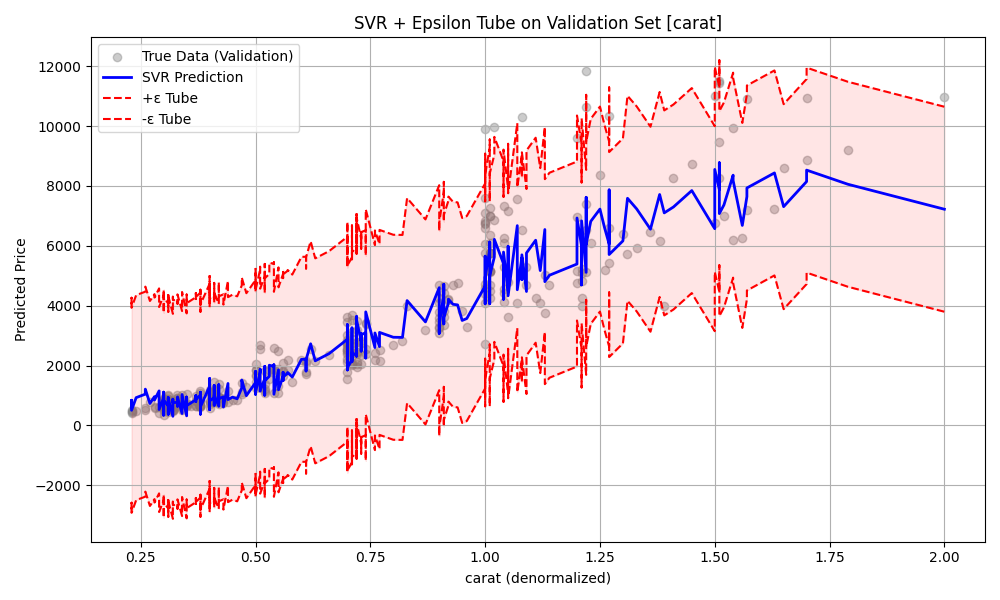 SVR + Epsilon Tube on Validation Set [carat]
True Data (Validation)
SVR Prediction
+ε Tube
-ε Tube
12000
10000
8000
6000
4000
2000
0
−2000
Predicted Price
0.25
0.50
0.75
1.00
1.25
1.50
1.75
2.00
carat (denormalized)